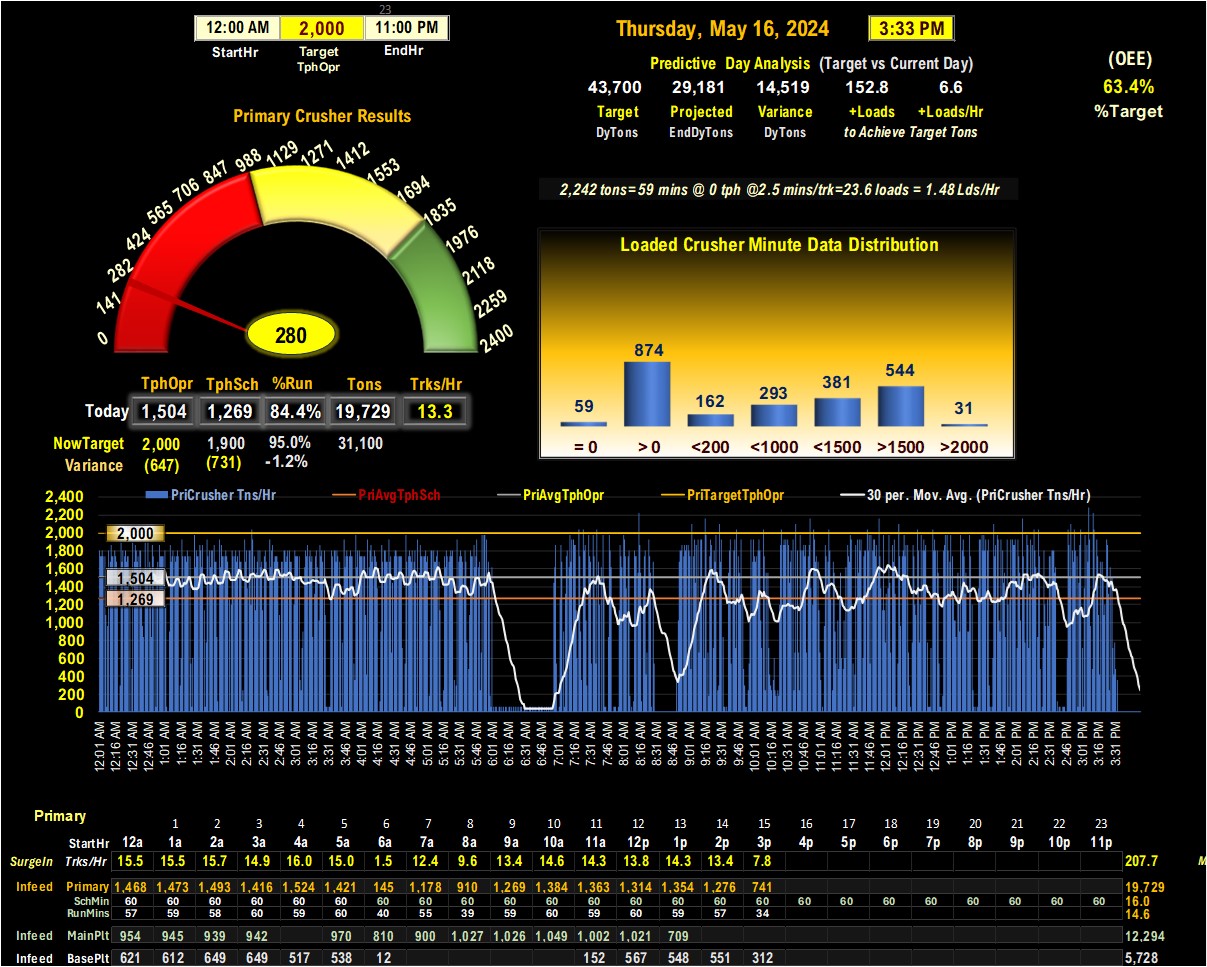 23
12:00 AM 2,000 11:00 PM
StartHr Target EndHr
TphOpr
Thursday, May 16, 2024 3:33 PM
Predictive Day Analysis (Target vs Current Day)
43,700 29,181 14,519 152.8 6.6
Target Projected Variance +Loads +Loads/Hr
DyTons EndDyTons DyTons to Achieve Target Tons
(OEE)
63.4%
%Target
Primary Crusher Results
0 141 282 424 565 706 847 988 1129 1271 1412 1553 1694 1835 1976 2118 2259 2400
280
2,242 tons=59 mins @ 0 tph @2.5 mins/trk=23.6 loads = 1.48 Lds/Hr
Loaded Crusher Minute Data Distribution
59 874 162 293 381 544 31
= 0 > 0 <200 <1000 <1500 >1500 >2000
TphOpr TphSch %Run Tons Trks/Hr
Today 1,504 1,269 84.4% 19,729 13.3
NowTarget 2,000 1,900 95.0% 31,100
Variance (647) (731) -1.2%
PriCrusher Tns/Hr PriAvgTphSch PriAvgTphOpr PriTargetTphOpr 30 per. Mov. Avg. (PriCrusher Tns/Hr)
2,400
2,200
2,000
1,800
1,600
1,400
1,200
1,000
800
600
400
200
0
2,000
1,504
1,269
12:01 AM 12:16 AM 12:31 AM 12:46 AM 1:01 AM 1:16 AM 1:31 AM 1:46 AM 2:01 AM 2:16 AM 2:31 AM 2:46 AM 3:01 AM 3:16 AM 3:31 AM 3:46 AM 4:01 AM 4:16 AM 4:31 AM 4:46 AM 5:01 AM 5:16 AM 5:31 AM 5:46 AM 6:01 AM 6:16 AM 6:31 AM 6:46 AM 7:01 AM 7:16 AM 7:31 AM 7:46 AM 8:01 AM 8:16 AM 8:31 AM 8:46 AM 9:01 AM 9:16 AM 9:31 AM 9:46 AM 10:01 AM 10:16 AM 10:31 AM 10:46 AM 11:01 AM 11:16 AM 11:31 AM 11:46 AM 12:01 PM 12:16 PM 12:31 PM 12:46 PM 1:01 PM 1:16 PM 1:31 PM 1:46 PM 2:01 PM 2:16 PM 2:31 PM 2:46 PM 3:01 PM 3:16 PM 3:31 PM
Primary
1 2 3 4 5 6 7 8 9 10 11 12 13 14 15 16 17 18 19 20 21 22 23
StartHr 12a 1a 2a 3a 4a 5a 6a 7a 8a 9a 10a 11a 12p 1p 2p 3p 4p 5p 6p 7p 8p 9p 10p 11p
SurgeIn Trks/Hr 15.5 15.5 15.7 14.9 16.0 15.0 1.5 12.4 9.6 13.4 14.6 14.3 13.8 14.3 13.4 7.8 207.7 M
Infeed Primary 1,468 1,473 1,493 1,416 1,524 1,421 145 1,178 910 1,269 1,384 1,363 1,314 1,354 1,276 741 19,729
SchMin 60 60 60 60 60 60 60 60 60 60 60 60 60 60 60 60 60 60 60 60 60 60 60 60 16.0
RunMins 57 59 58 60 59 60 40 55 39 59 60 59 60 59 57 34 14.6
Infeed MainPlt 954 945 939 942 970 810 900 1,027 1,026 1,049 1,002 1,021 709 12,294
Infeed BasePlt 621 612 649 649 517 538 12 152 567 548 551 312 5,728